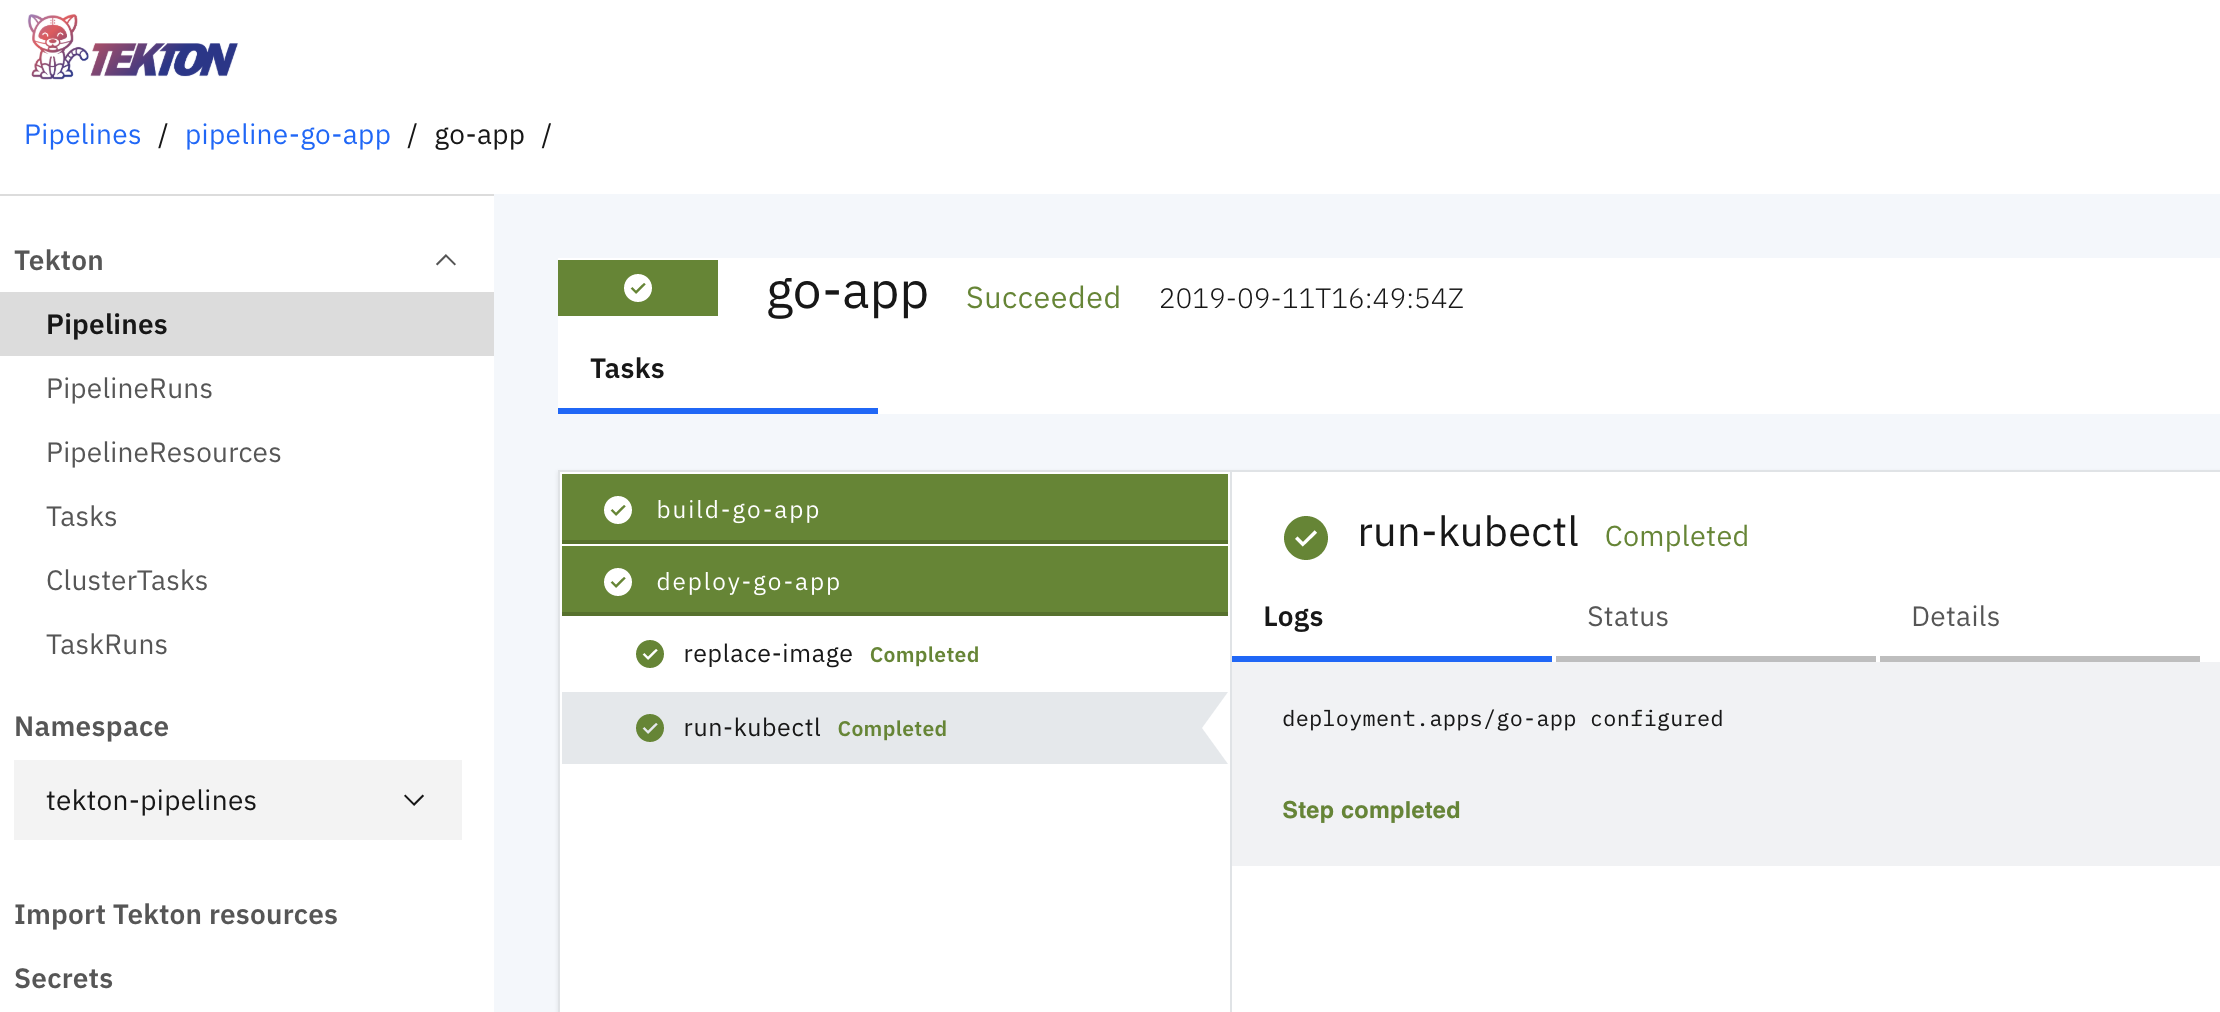 TEKTON
Pipelines / pipeline-go-app / go-app /
Tekton
Pipelines
PipelineRuns
PipelineResources
Tasks
ClusterTasks
TaskRuns
Namespace
tekton-pipelines
Import Tekton resources
Secrets
go-app Succeeded 2019-09-11T16:49:54Z
Tasks
build-go-app
deploy-go-app
replace-image Completed
run-kubectl Completed
run-kubectl Completed
Logs Status Details
deployment.apps/go-app configured
Step completed